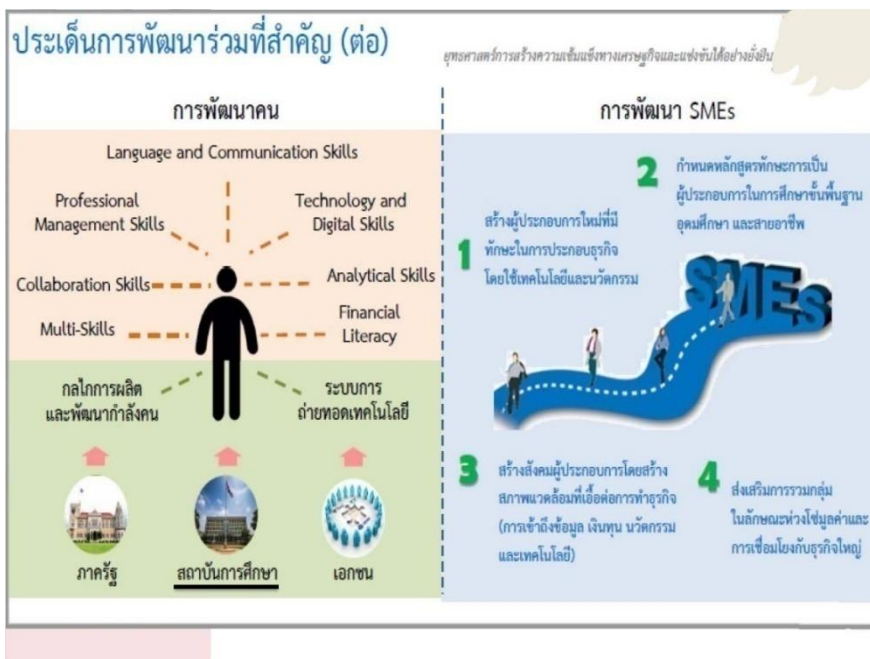 ประเด็นการพัฒนาร่วมที่สำคัญ (ต่อ)
ยุทธศาสตร์การสร้างความเข้มแข็งทางเศรษฐกิจและแข่งขันได้อย่างยั่งยืน
การพัฒนาคน
Language and Communication Skills
Professional
Management Skills
Technology and
Digital Skills
Collaboration Skills
Analytical Skills
Multi-Skills
Financial
Literacy
กลไกการผลิต
และพัฒนากำลังคน
ระบบการ
ถ่ายทอดเทคโนโลยี
ภาครัฐ
สถาบันการศึกษา
เอกชน
การพัฒนา SMEs
1
สร้างผู้ประกอบการใหม่ที่มี
ทักษะในการประกอบธุรกิจ
โดยใช้เทคโนโลยีและนวัตกรรม
2
กำหนดหลักสูตรทักษะการเป็น
ผู้ประกอบการในการศึกษาขั้นพื้นฐาน
อุดมศึกษา และสายอาชีพ
SMEs
3
สร้างสังคมผู้ประกอบการโดยสร้าง
สภาพแวดล้อมที่เอื้อต่อการทำธุรกิจ
(การเข้าถึงข้อมูล เงินทุน นวัตกรรม
และเทคโนโลยี)
4
ส่งเสริมการรวมกลุ่ม
ในลักษณะห่วงโซ่มูลค่าและ
การเชื่อมโยงกับธุรกิจใหญ่